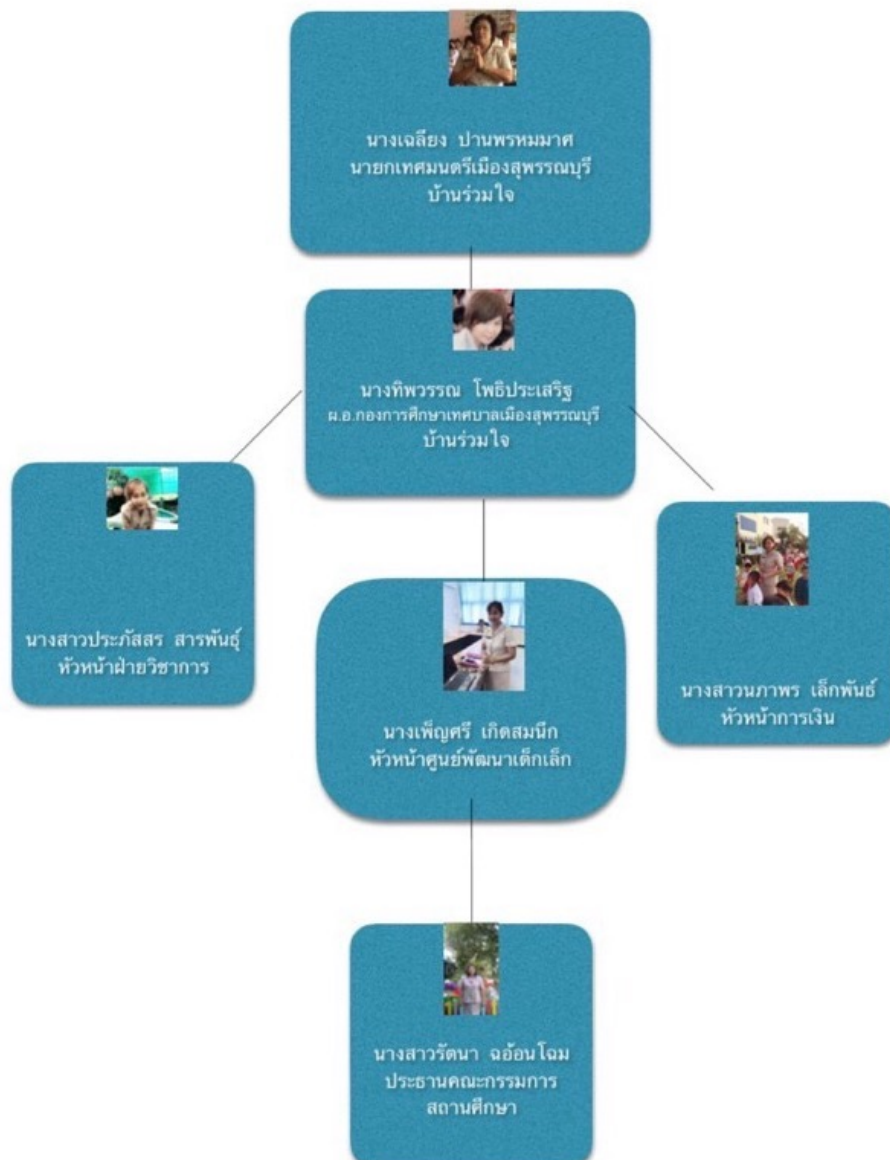 นางเฉลียง ปานพรหมมาศ
นายกเทศมนตรีเมืองสุพรรณบุรี
บ้านร่วมใจ
นางทิพวรรณ โพธิประเสริฐ
ผ.อ.กองการศึกษาเทศบาลเมืองสุพรรณบุรี
บ้านร่วมใจ
นางสาวประภัสสร สารพันธุ์
หัวหน้าฝ่ายวิชาการ
นางเพ็ญศรี เกิดสมนึก
หัวหน้าศูนย์พัฒนาเด็กเล็ก
นางสาวนภาพร เล็กพันธ์
หัวหน้าการเงิน
นางสาวรัตนา ฉอ้อนโฉม
ประธานคณะกรรมการ
สถานศึกษา